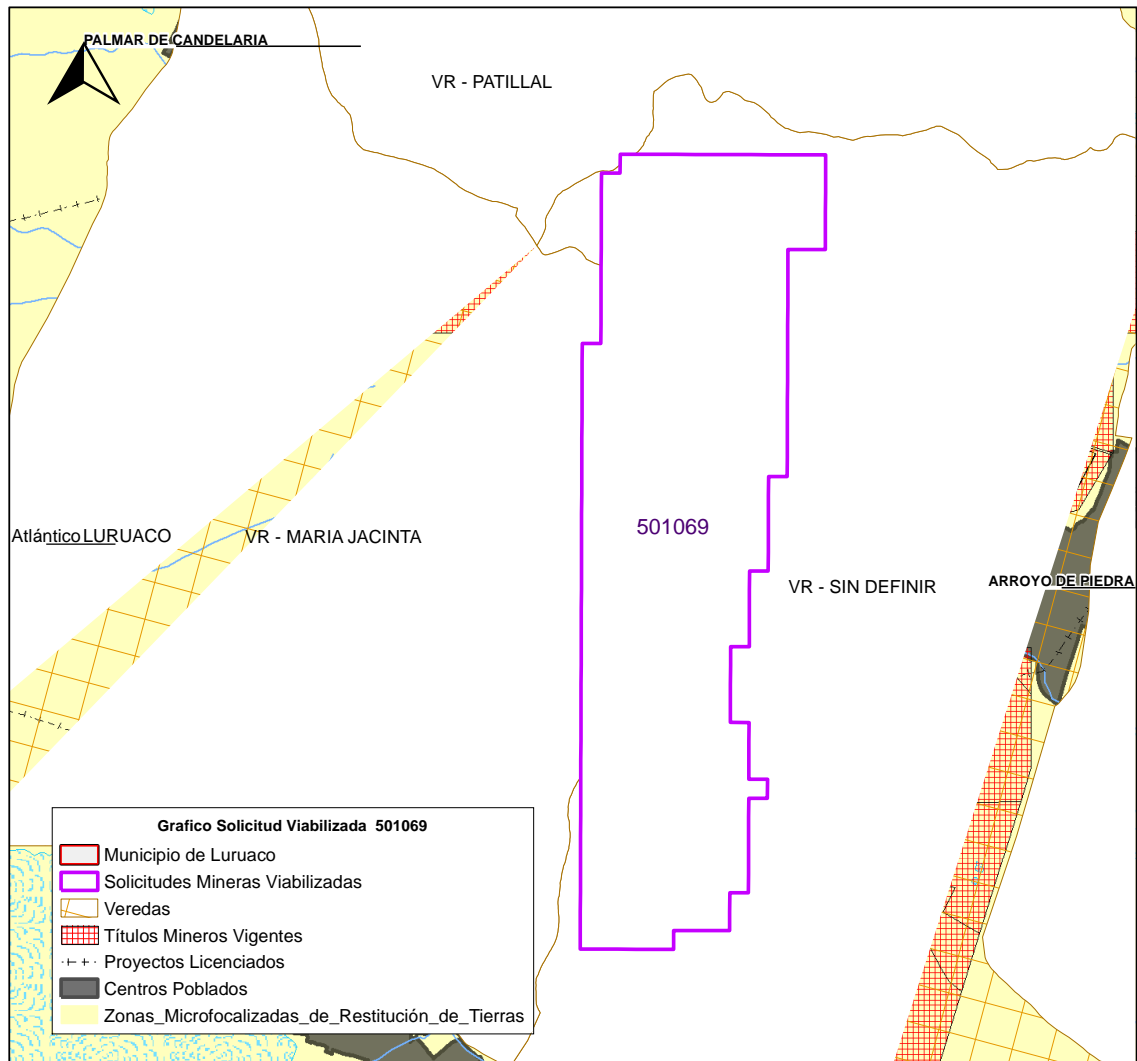 PALMAR DE CANDELARIA
VR - PATILLAL
501069
Atlántico LURUACO
VR - MARIA JACINTA
VR - SIN DEFINIR
ARROYO DE PIEDRA
Grafico Solicitud Viabilizada 501069
Municipio de Luruaco
Solicitudes Mineras Viabilizadas
Veredas
Títulos Mineros Vigentes
Proyectos Licenciados
Centros Poblados
Zonas_Microfocalizadas_de_Restitución_de_Tierras